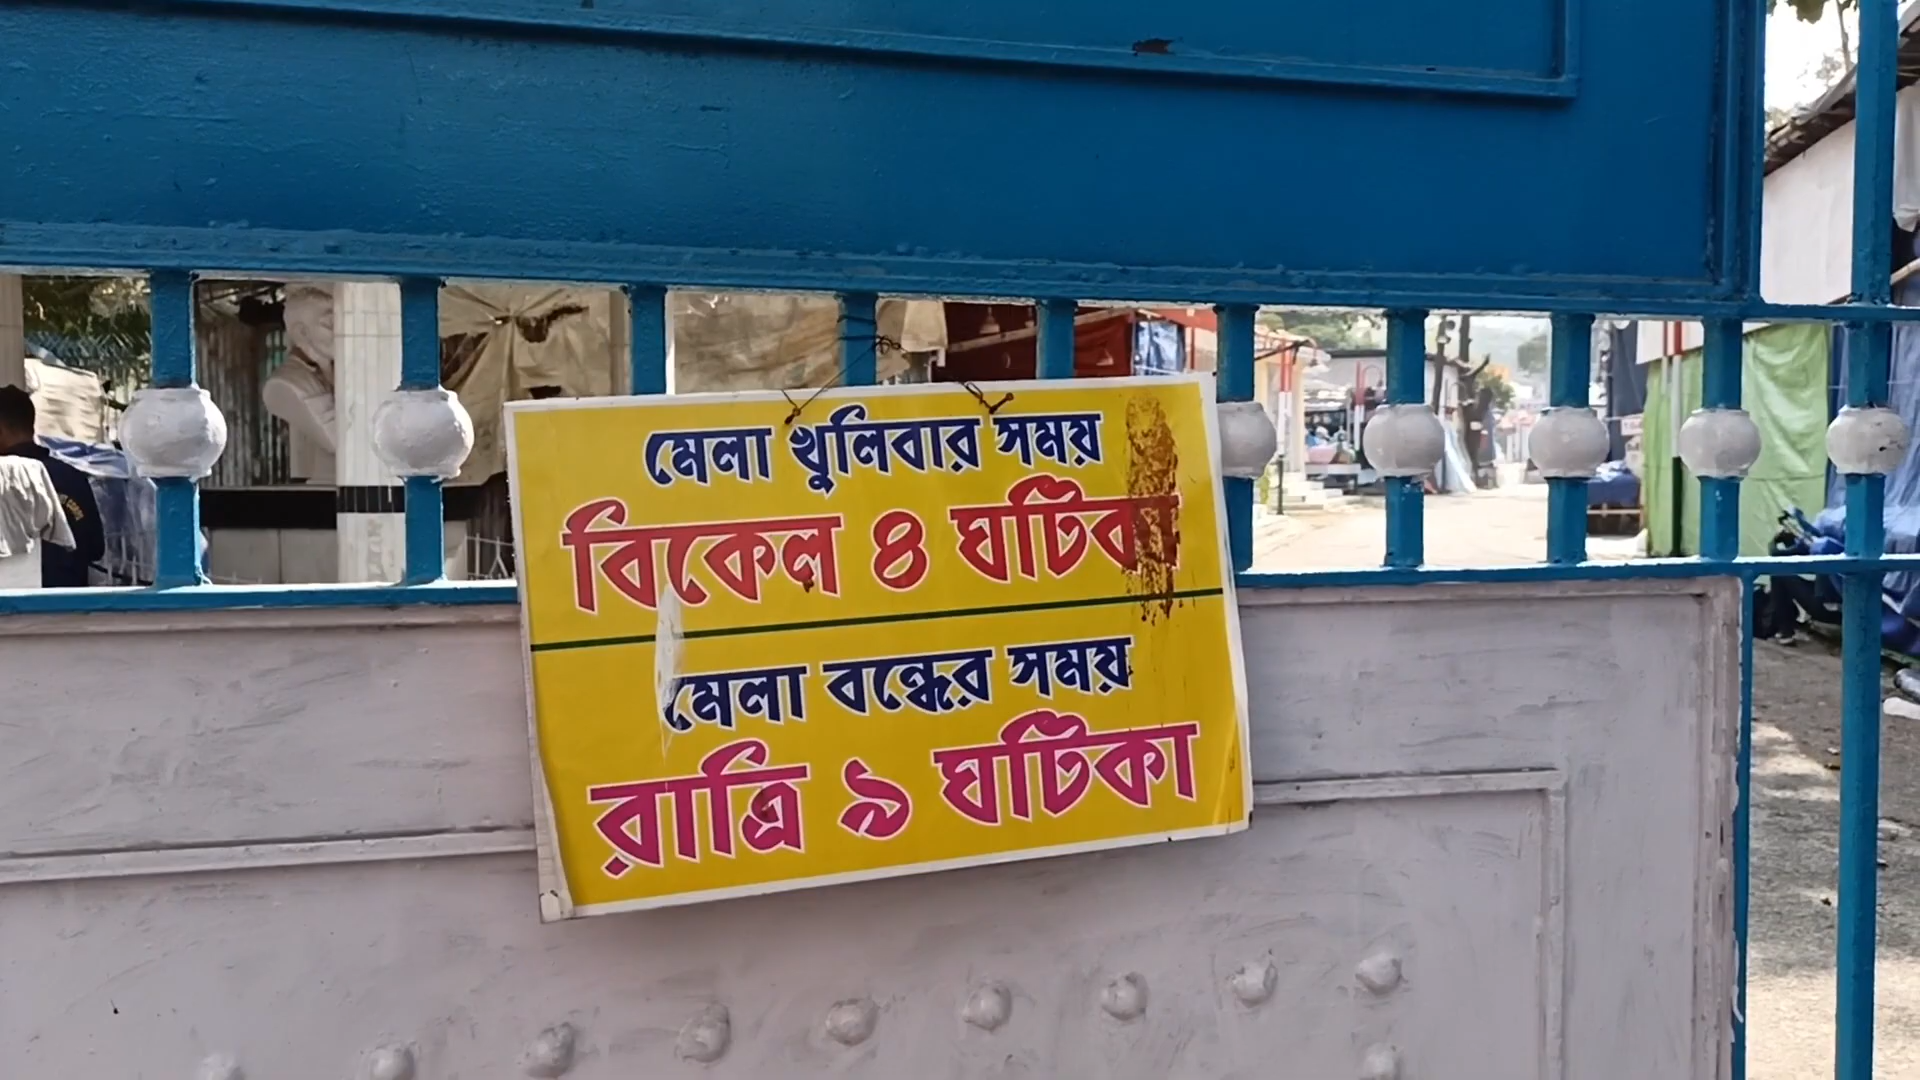 মেলা খুলিবার সময়
বিকেল ৪ ঘটিকা
মেলা বন্ধের সময়
রাত্রি ৯ ঘটিকা